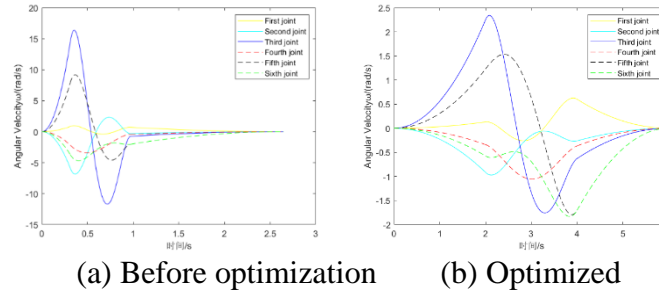 Angular Velocityω/(rad/s)
20
15
10
5
0
-5
-10
-15
0
0.5
1
1.5
2
2.5
3
时间/s
First joint
Second joint
Third joint
Fourth joint
Fifth joint
Sixth joint
(a) Before optimization
Angular Velocityω/(rad/s)
2.5
2
1.5
1
0.5
0
-0.5
-1
-1.5
-2
0
1
2
3
4
5
时间/s
First joint
Second joint
Third joint
Fourth joint
Fifth joint
Sixth joint
(b) Optimized